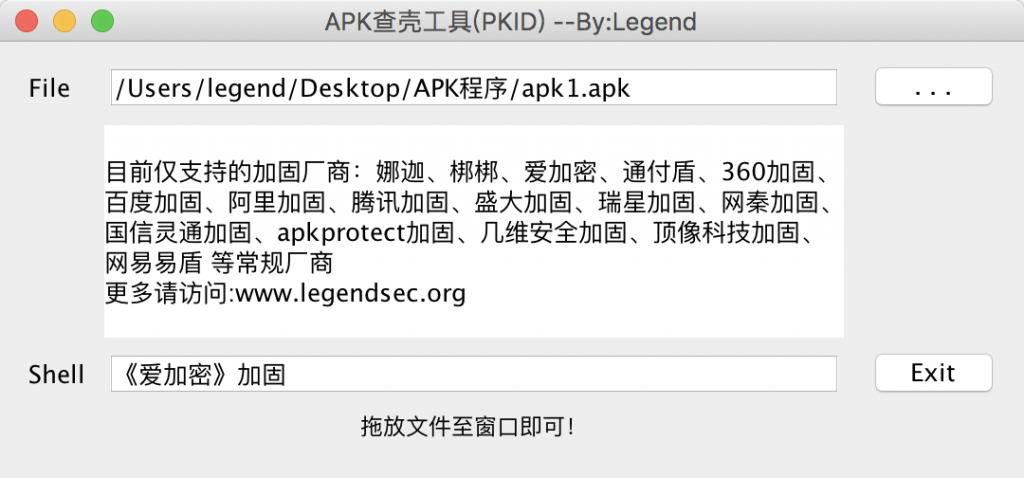 APK查壳工具(PKID) --By:Legend
File /Users/legend/Desktop/APK程序/apk1.apk ...
目前仅支持的加固厂商：娜迦、梆梆、爱加密、通付盾、360加固、
百度加固、阿里加固、腾讯加固、盛大加固、瑞星加固、网秦加固、
国信灵通加固、apkprotect加固、几维安全加固、顶像科技加固、
网易易盾 等常规厂商
更多请访问:www.legendsec.org
Shell 《爱加密》加固 Exit
拖放文件至窗口即可！